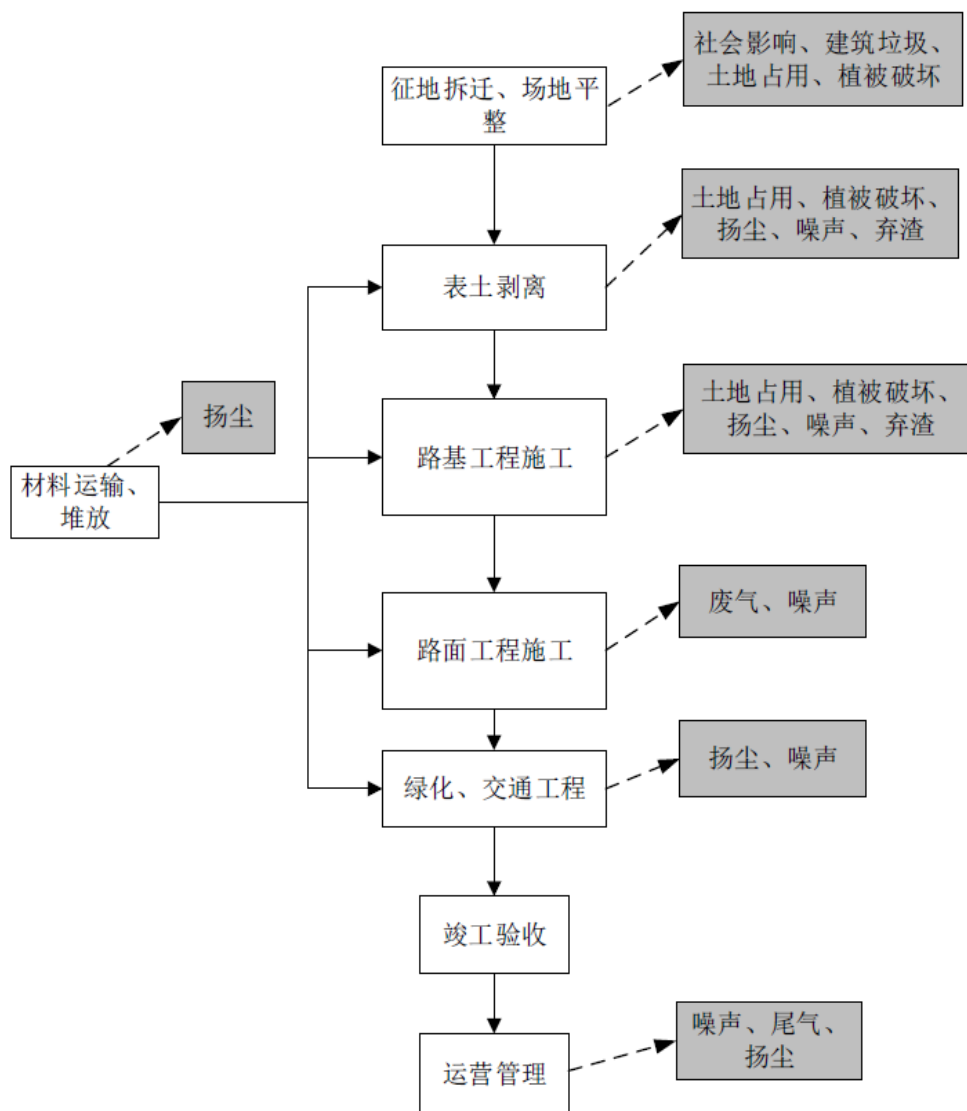 社会影响、建筑垃圾、
土地占用、植被破坏
征地拆迁、场地平
整
土地占用、植被破坏、
扬尘、噪声、弃渣
表土剥离
土地占用、植被破坏、
扬尘、噪声、弃渣
扬尘
路基工程施工
材料运输、
堆放
废气、噪声
路面工程施工
扬尘、噪声
绿化、交通工程
竣工验收
噪声、尾气、
扬尘
运营管理